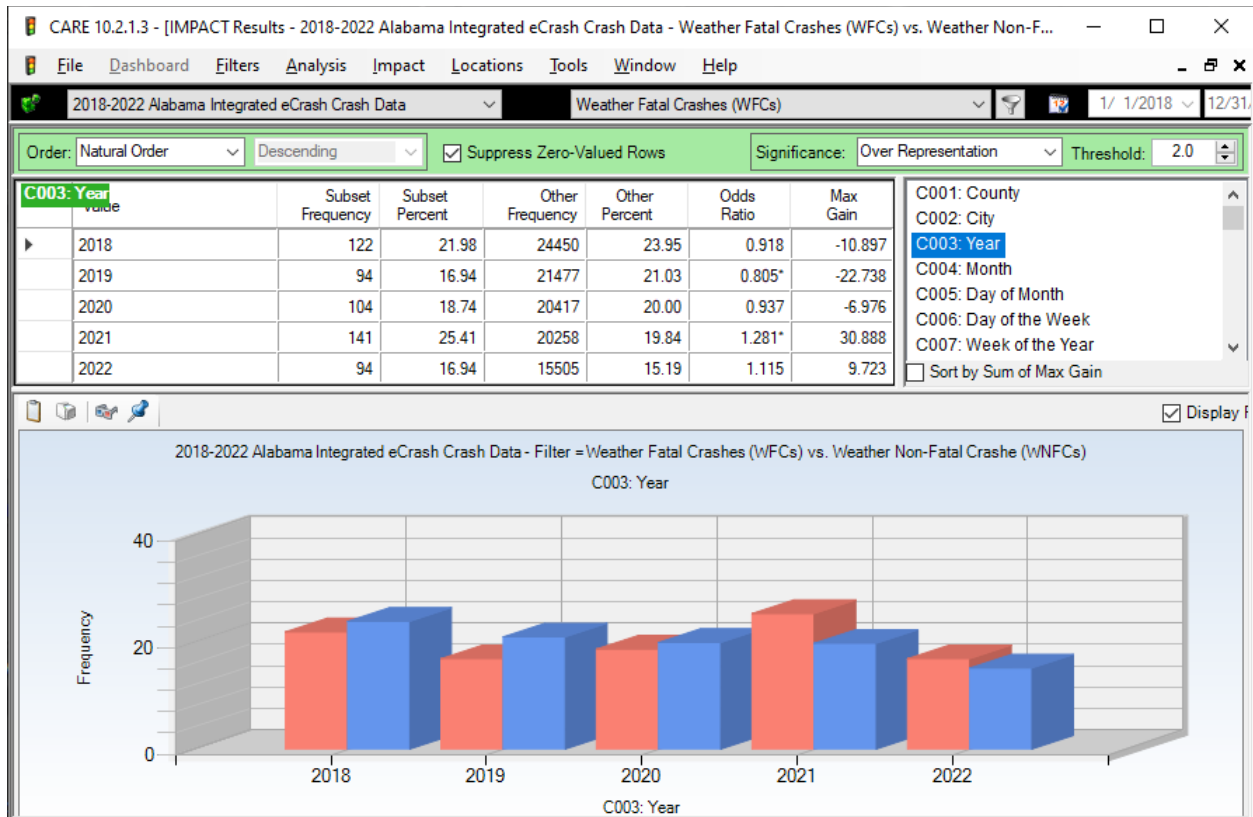 CARE 10.2.1.3 - [IMPACT Results - 2018-2022 Alabama Integrated eCrash Crash Data - Weather Fatal Crashes (WFCs) vs. Weather Non-F...
File Dashboard Filters Analysis Impact Locations Tools Window Help
2018-2022 Alabama Integrated eCrash Crash Data Weather Fatal Crashes (WFCs) 1/ 1/2018 12/31/
Order: Natural Order Descending Suppress Zero-Valued Rows Significance: Over Representation Threshold: 2.0
C003: Year
Value Subset Frequency Subset Percent Other Frequency Other Percent Odds Ratio Max Gain
2018 122 21.98 24450 23.95 0.918 -10.897
2019 94 16.94 21477 21.03 0.805* -22.738
2020 104 18.74 20417 20.00 0.937 -6.976
2021 141 25.41 20258 19.84 1.281* 30.888
2022 94 16.94 15505 15.19 1.115 9.723
C001: County
C002: City
C003: Year
C004: Month
C005: Day of Month
C006: Day of the Week
C007: Week of the Year
Sort by Sum of Max Gain
Display F
2018-2022 Alabama Integrated eCrash Crash Data - Filter = Weather Fatal Crashes (WFCs) vs. Weather Non-Fatal Crashe (WNFCs)
C003: Year
40
20
0
Frequency
2018 2019 2020 2021 2022
C003: Year